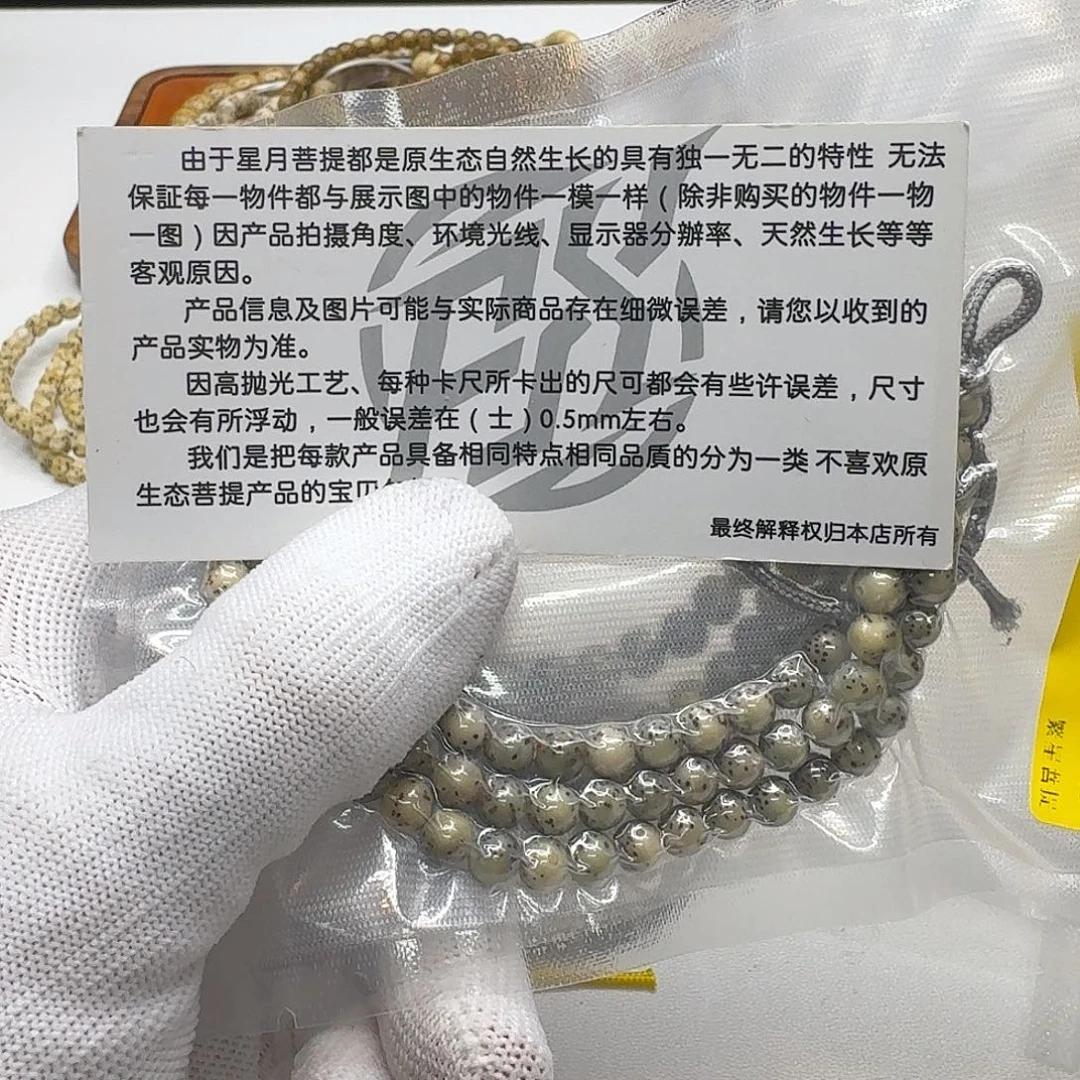 由于星月菩提都是原生态自然生长的具有独一无二的特性 无法
保証每一物件都与展示图中的物件一模一样（除非购买的物件一物
一图）因产品拍摄角度、环境光线、显示器分辨率、天然生长等等
客观原因。
产品信息及图片可能与实际商品存在细微误差，请您以收到的
产品实物为准。
因高抛光工艺、每种卡尺所卡出的尺可都会有些许误差，尺寸
也会有所浮动，一般误差在（士）0.5mm左右。
我们是把每款产品具备相同特点相同品质的分为一类 不喜欢原
生态菩提产品的宝贝
最终解释权归本店所有